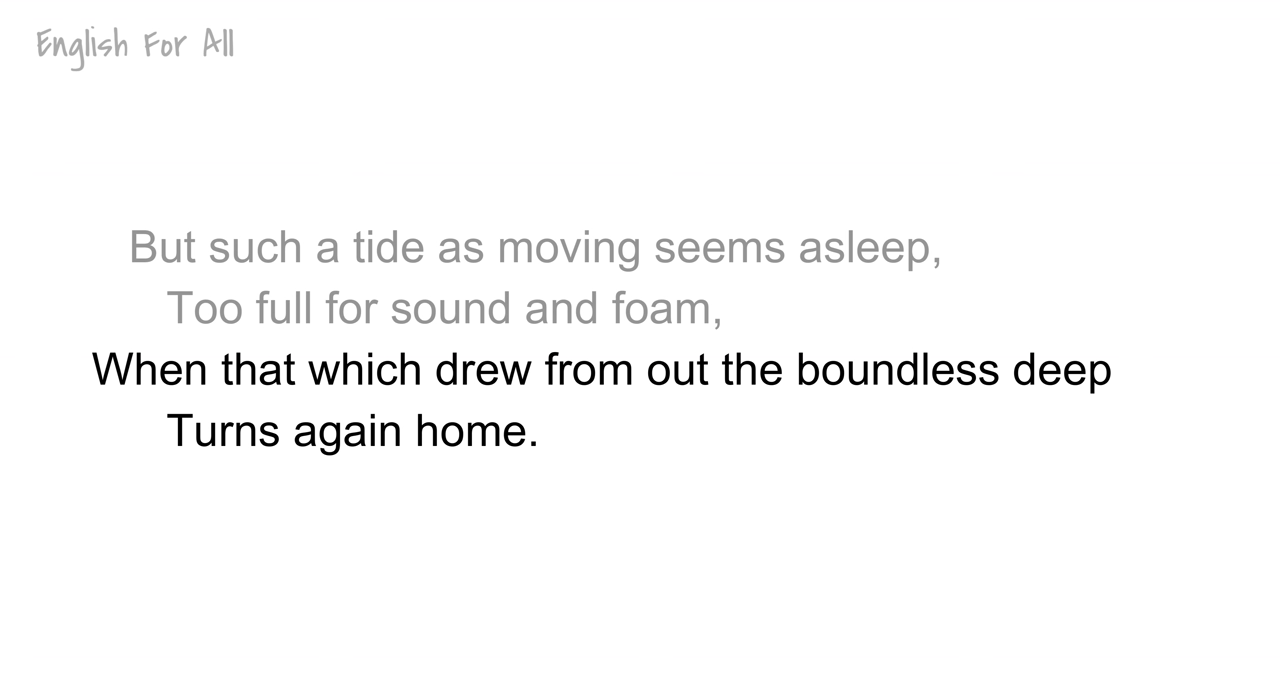 English For All
But such a tide as moving seems asleep,
Too full for sound and foam,
When that which drew from out the boundless deep
Turns again home.